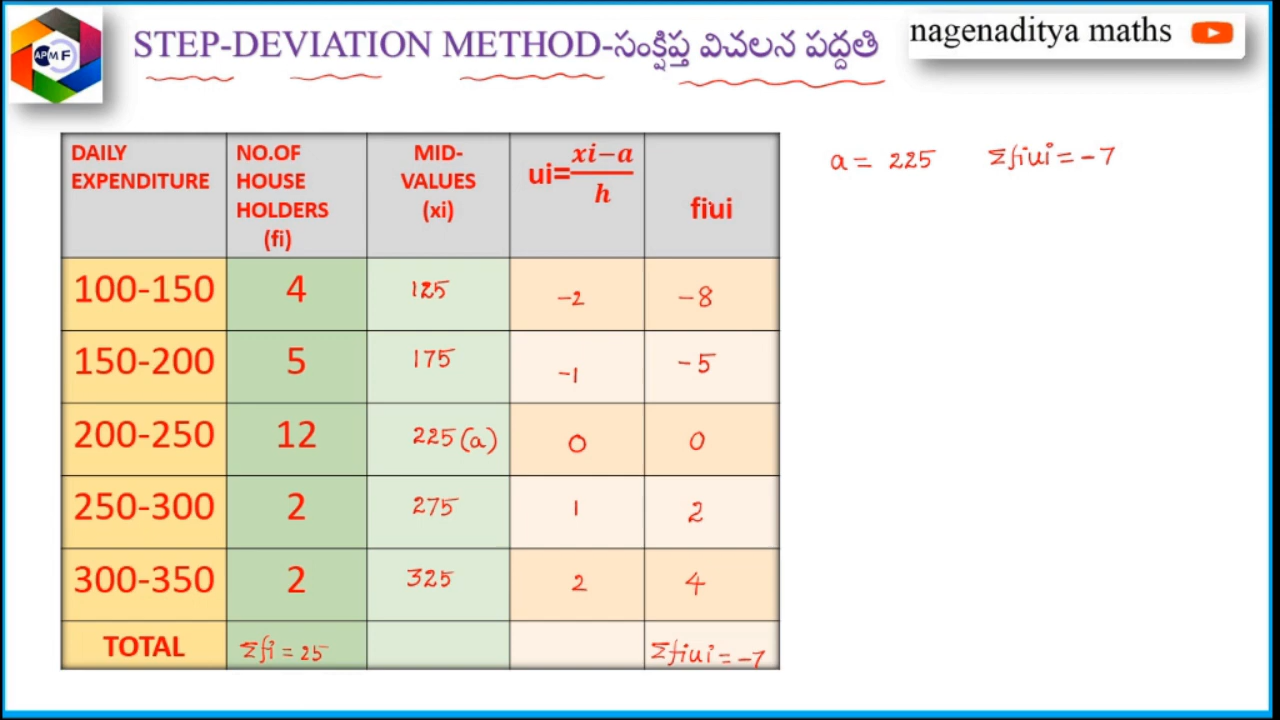 APMF
STEP-DEVIATION METHOD-సంక్షిప్త విచలన పద్ధతి
nagenaditya maths
DAILY EXPENDITURE
NO.OF HOUSE HOLDERS (fi)
MID-VALUES (xi)
ui=xi−a/h
fiui
a = 225 Σfiui = -7
100-150 4 125 -2 -8
150-200 5 175 -1 -5
200-250 12 225(a) 0 0
250-300 2 275 1 2
300-350 2 325 2 4
TOTAL Σfi = 25 Σfiui = -7